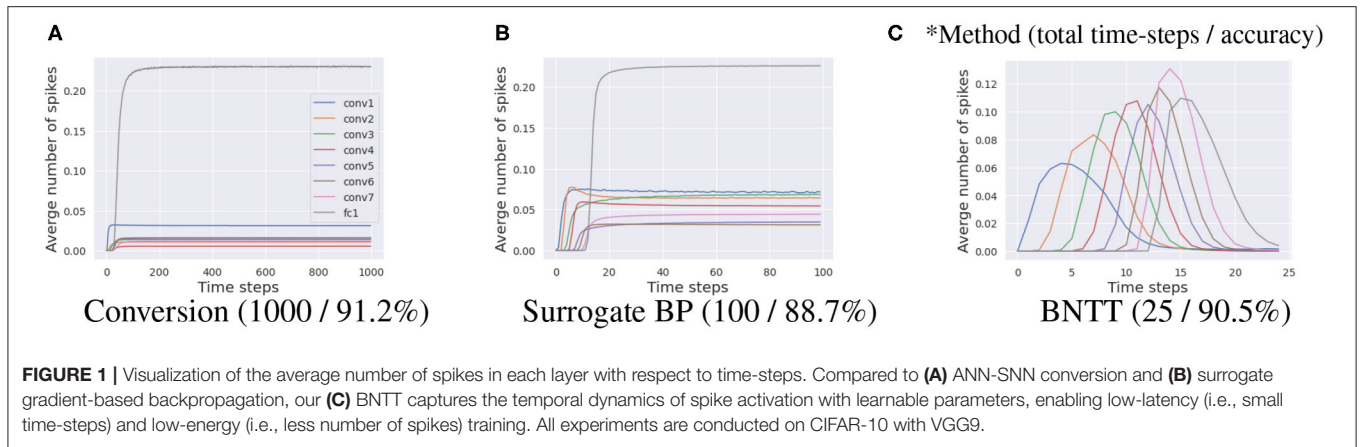 A
B
C *Method (total time-steps / accuracy)
Averge number of spikes
0.20
0.15
0.10
0.05
0.00
conv1
conv2
conv3
conv4
conv5
conv6
conv7
fc1
0 200 400 600 800 1000
Time steps
Conversion (1000 / 91.2%)
Averge number of spikes
0.20
0.15
0.10
0.05
0.00
0 20 40 60 80 100
Time steps
Surrogate BP (100 / 88.7%)
Averge number of spikes
0.12
0.10
0.08
0.06
0.04
0.02
0.00
0 5 10 15 20 25
Time steps
BNTT (25 / 90.5%)
FIGURE 1 | Visualization of the average number of spikes in each layer with respect to time-steps. Compared to (A) ANN-SNN conversion and (B) surrogate
gradient-based backpropagation, our (C) BNTT captures the temporal dynamics of spike activation with learnable parameters, enabling low-latency (i.e., small
time-steps) and low-energy (i.e., less number of spikes) training. All experiments are conducted on CIFAR-10 with VGG9.